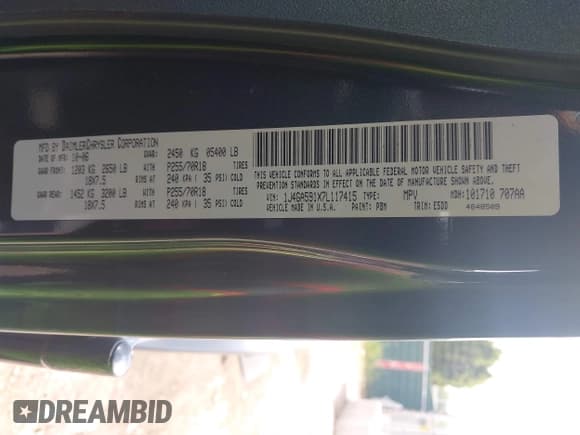 MFD BY DAIMLERCHRYSLER CORPORATION
DATE OF MFR 10-06 GVWR: 2450 KG 05400 LB
GAWR FRONT: 1203 KG 2650 LB WITH P255/70R18 TIRES
18X7.5 RIMS AT 240 KPA ( 35 PSI) COLD
GAWR REAR: 1452 KG 3200 LB WITH P255/70R18 TIRES
18X7.5 RIMS AT 240 KPA ( 35 PSI) COLD
THIS VEHICLE CONFORMS TO ALL APPLICABLE FEDERAL MOTOR VEHICLE SAFETY AND THEFT
PREVENTION STANDARDS IN EFFECT ON THE DATE OF MANUFACTURE SHOWN ABOVE.
VIN: 1J4GA591X7L117415 TYPE: MPV MDH: 101710 707AA
VEHICLE MADE IN U.S.A. PAINT: PBM TRIM: E5DD 4648509
DREAMBID